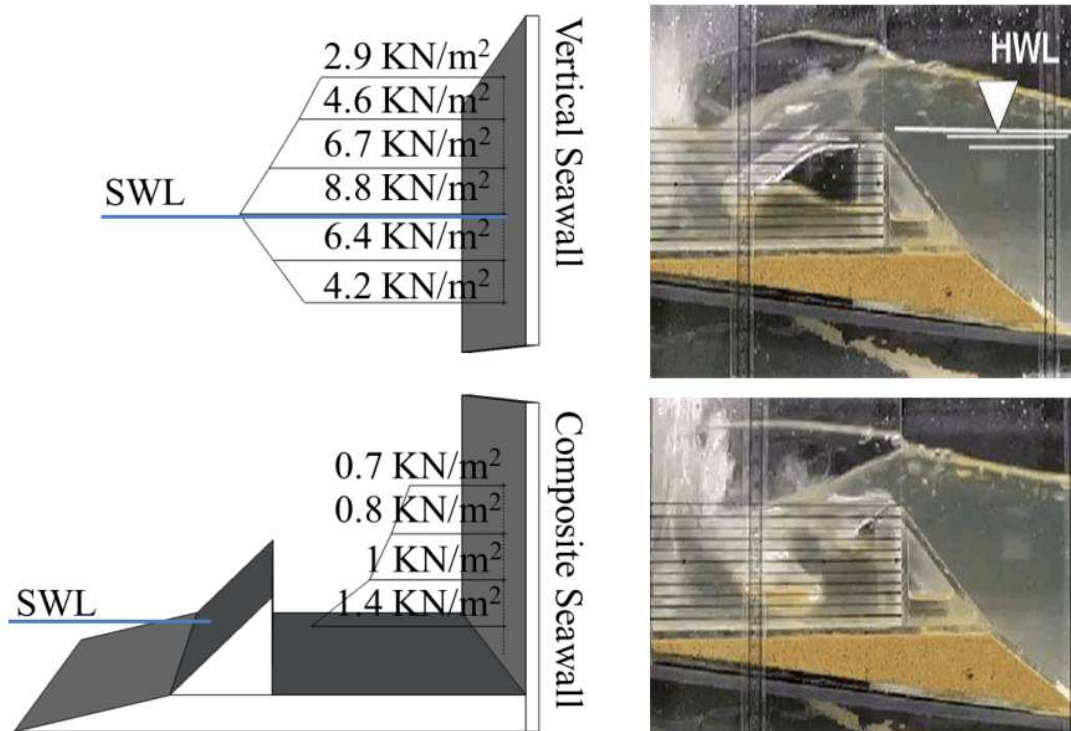 2.9 KN/m²
4.6 KN/m²
6.7 KN/m²
SWL
8.8 KN/m²
6.4 KN/m²
4.2 KN/m²
Vertical Seawall
HWL
0.7 KN/m²
0.8 KN/m²
1 KN/m²
SWL
1.4 KN/m²
Composite Seawall